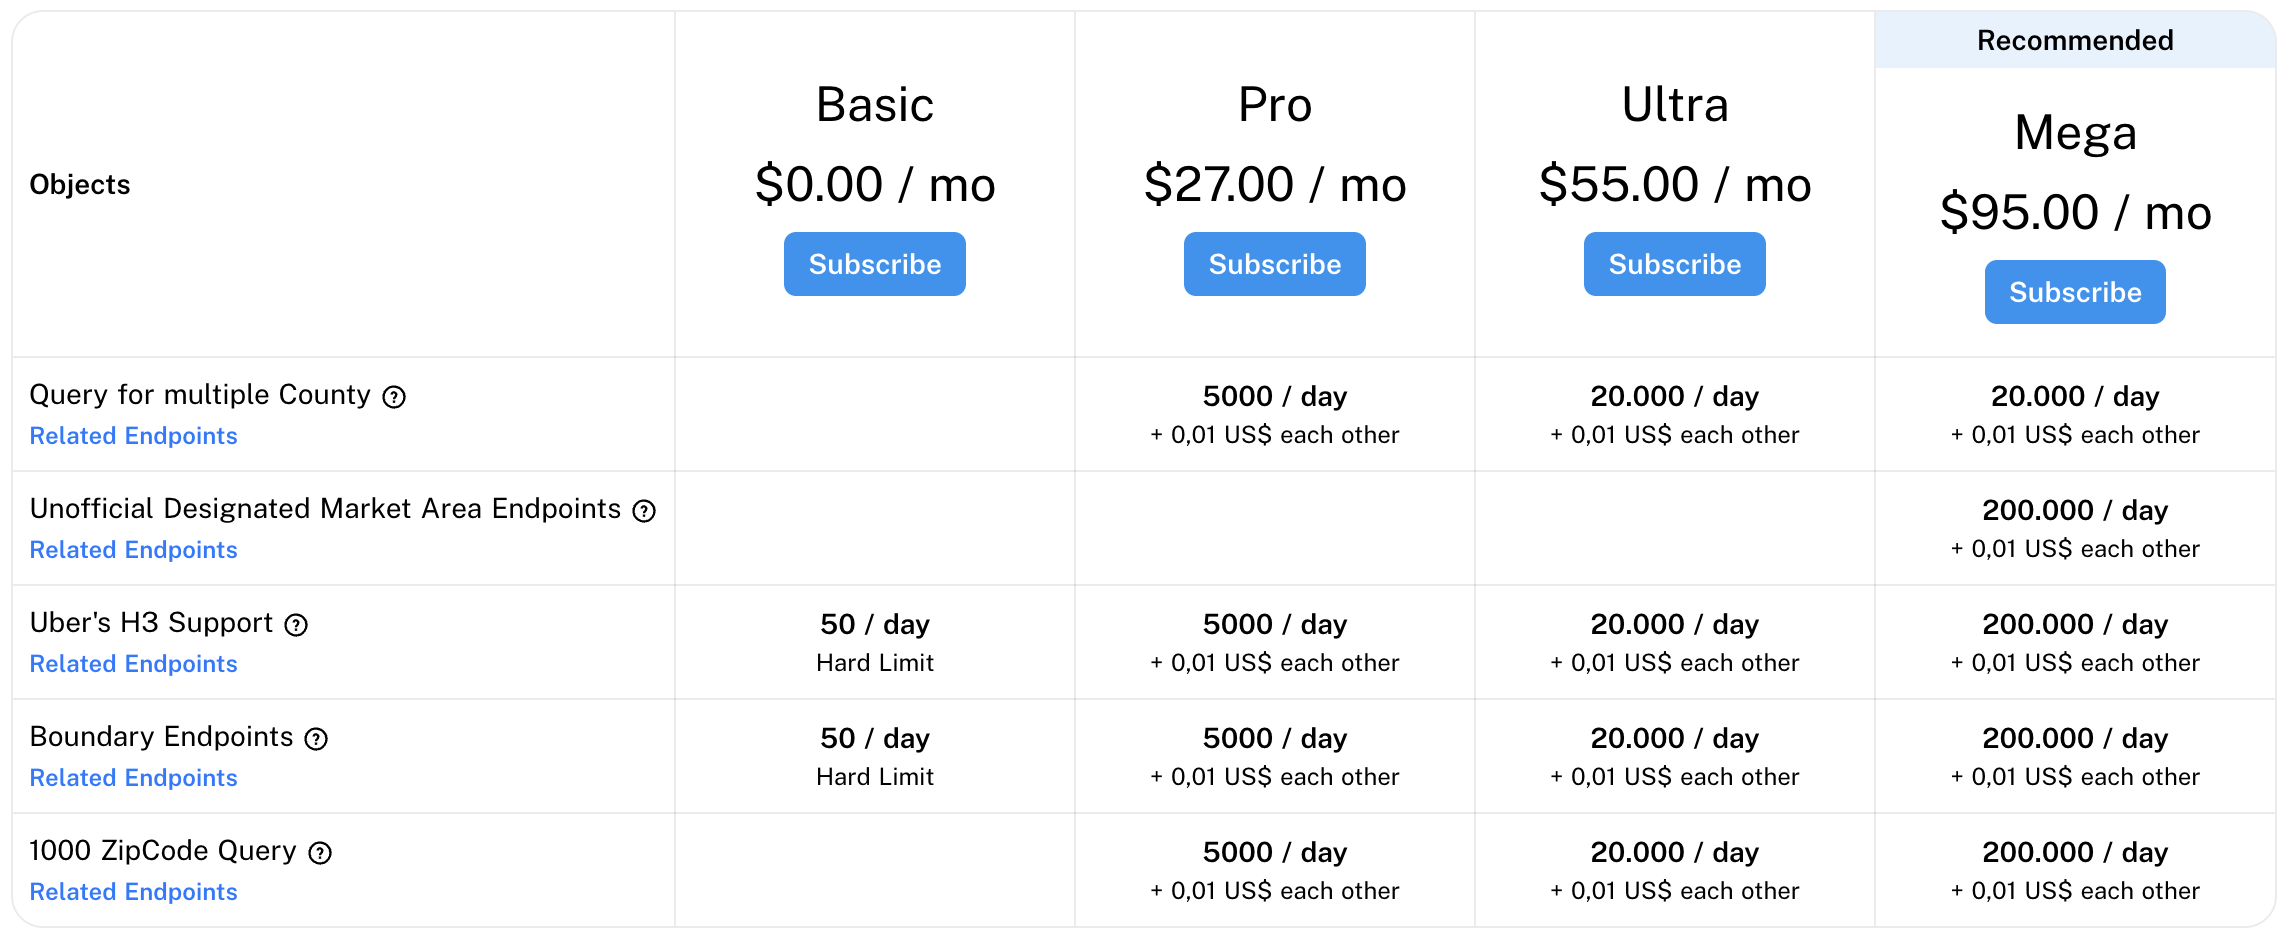 Recommended
Objects
Basic
$0.00 / mo
Subscribe
Pro
$27.00 / mo
Subscribe
Ultra
$55.00 / mo
Subscribe
Mega
$95.00 / mo
Subscribe
Query for multiple County ?
Related Endpoints
5000 / day
+ 0,01 US$ each other
20.000 / day
+ 0,01 US$ each other
20.000 / day
+ 0,01 US$ each other
Unofficial Designated Market Area Endpoints ?
Related Endpoints
200.000 / day
+ 0,01 US$ each other
Uber's H3 Support ?
Related Endpoints
50 / day
Hard Limit
5000 / day
+ 0,01 US$ each other
20.000 / day
+ 0,01 US$ each other
200.000 / day
+ 0,01 US$ each other
Boundary Endpoints ?
Related Endpoints
50 / day
Hard Limit
5000 / day
+ 0,01 US$ each other
20.000 / day
+ 0,01 US$ each other
200.000 / day
+ 0,01 US$ each other
1000 ZipCode Query ?
Related Endpoints
5000 / day
+ 0,01 US$ each other
20.000 / day
+ 0,01 US$ each other
200.000 / day
+ 0,01 US$ each other